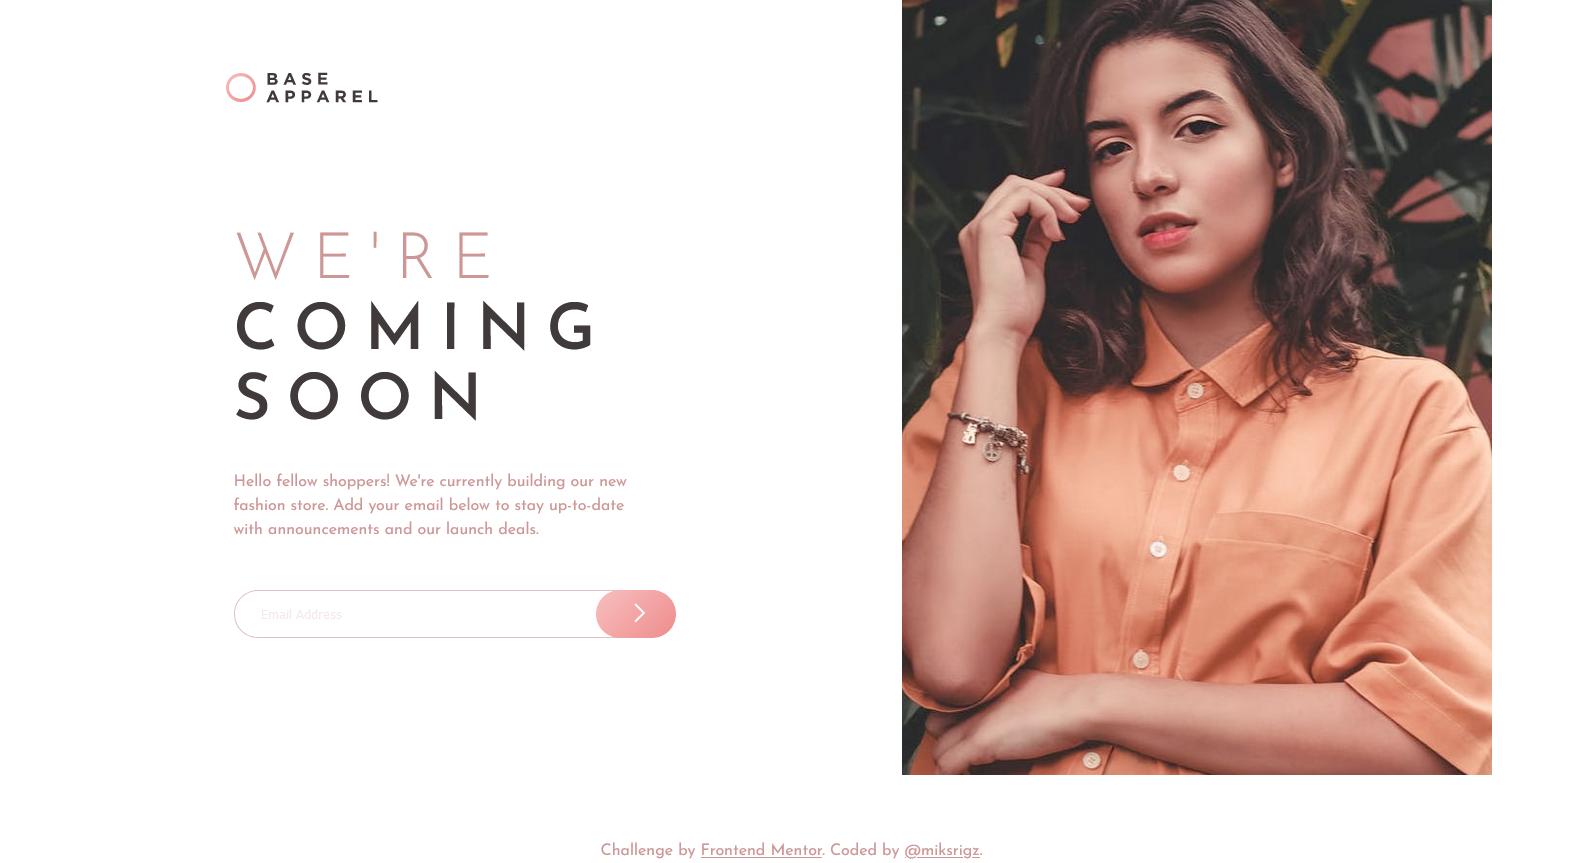 BASE
APPAREL
WE'RE
COMING
SOON
Hello fellow shoppers! We're currently building our new
fashion store. Add your email below to stay up-to-date
with announcements and our launch deals.
Email Address
Challenge by Frontend Mentor. Coded by @miksrigz.